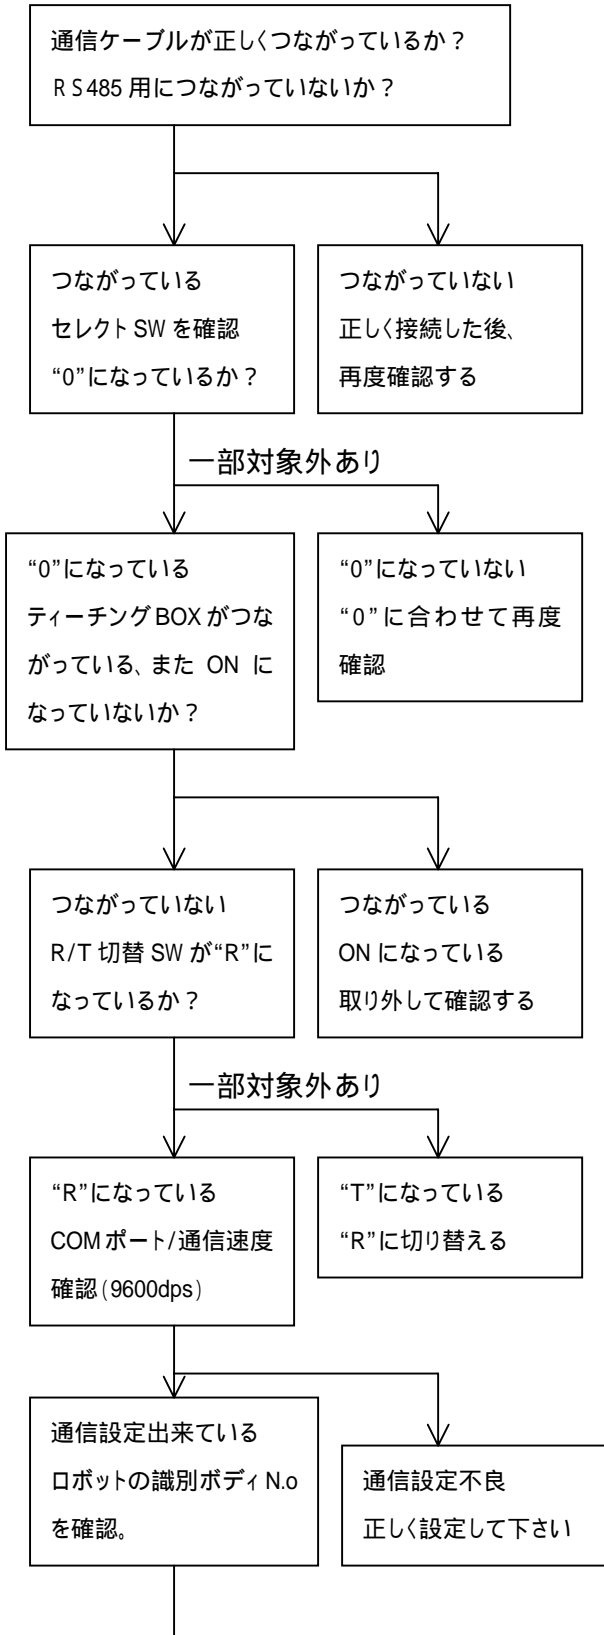 通信ケーブルが正しくつながっているか？
ＲＳ485 用につながっていないか？
つながっている
セレクト SW を確認
“0”になっているか？
つながっていない
正しく接続した後、
再度確認する
一部対象外あり
“0”になっている
ティーチング BOX がつな
がっている、また ON に
なっていないか？
“0”になっていない
“0”に合わせて再度
確認
つながっていない
R/T 切替 SW が“R”に
なっているか？
つながっている
ON になっている
取り外して確認する
一部対象外あり
“R”になっている
COM ポート/通信速度
確認(9600dps)
“T”になっている
“R”に切り替える
通信設定出来ている
ロボットの識別ボディ N.o
を確認。
通信設定不良
正しく設定して下さい